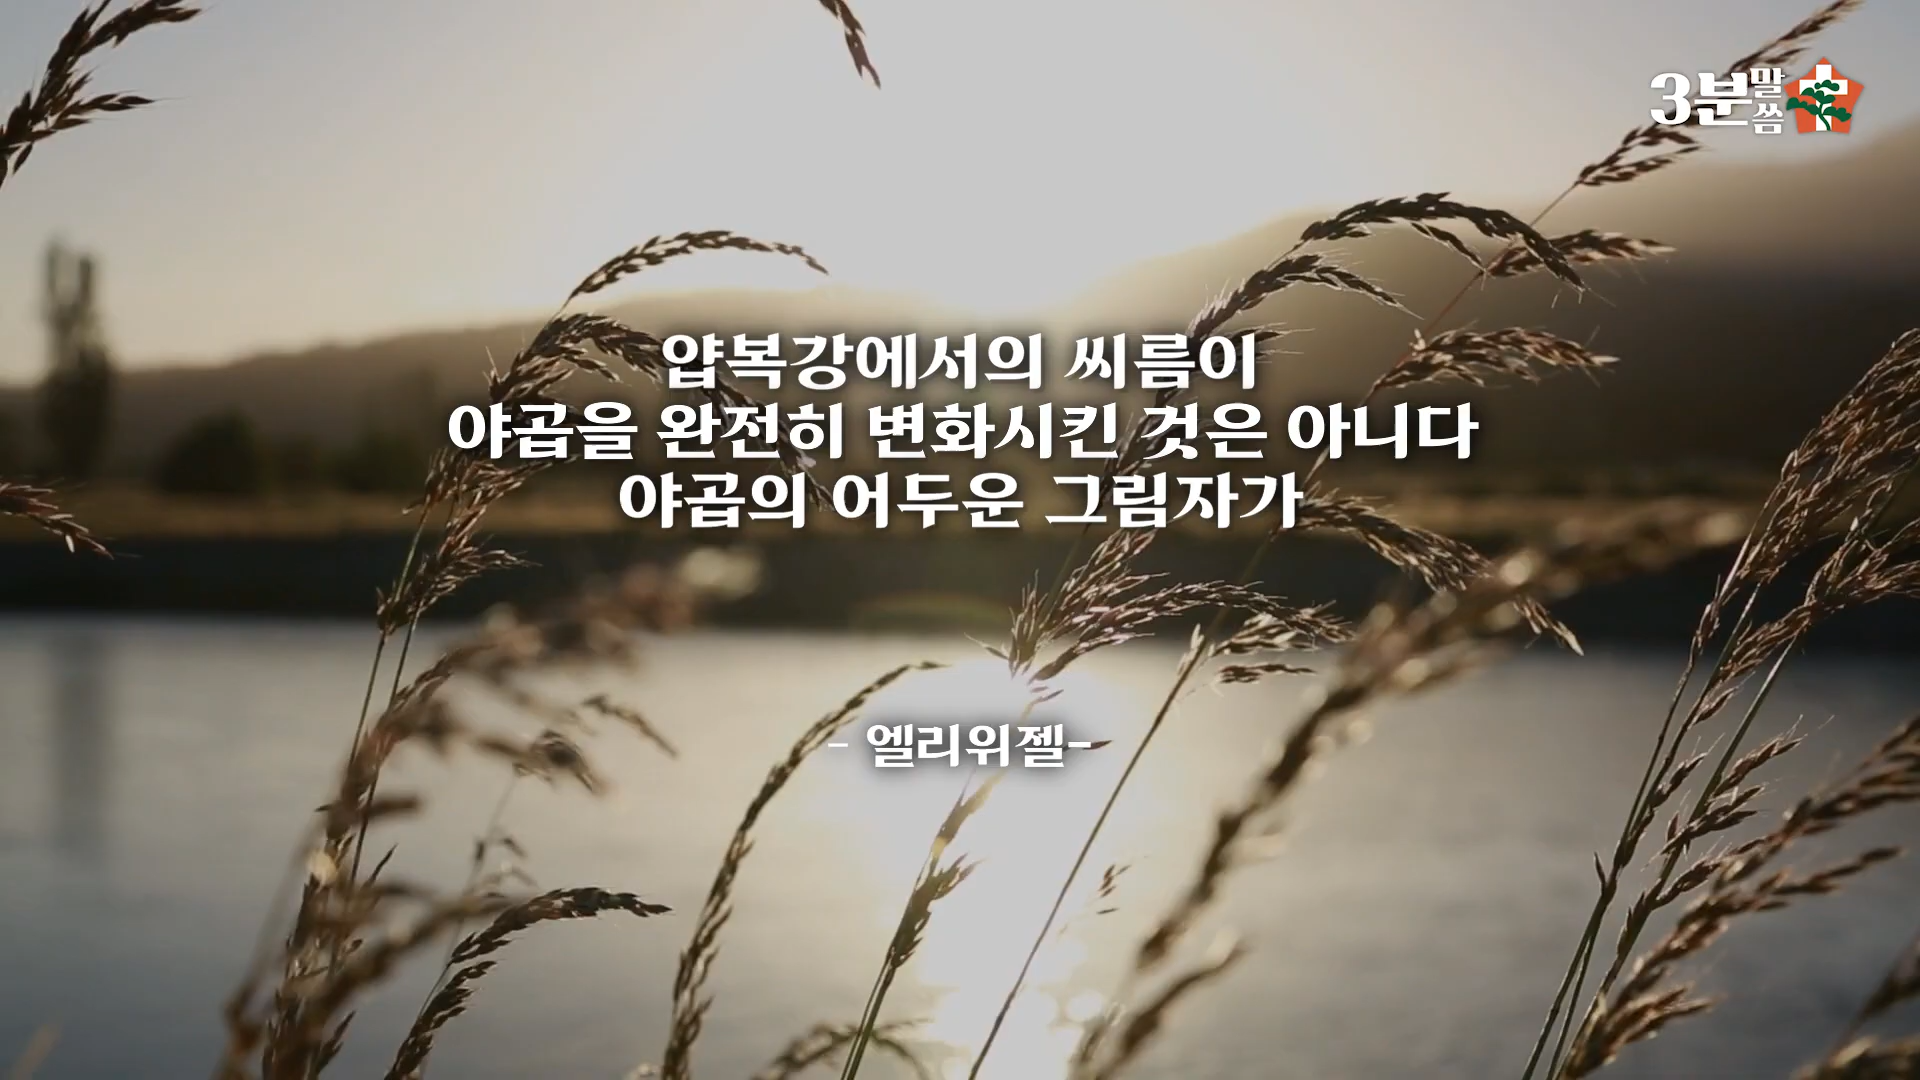 3분말씀
얍복강에서의 씨름이
야곱을 완전히 변화시킨 것은 아니다
야곱의 어두운 그림자가
- 엘리위젤-